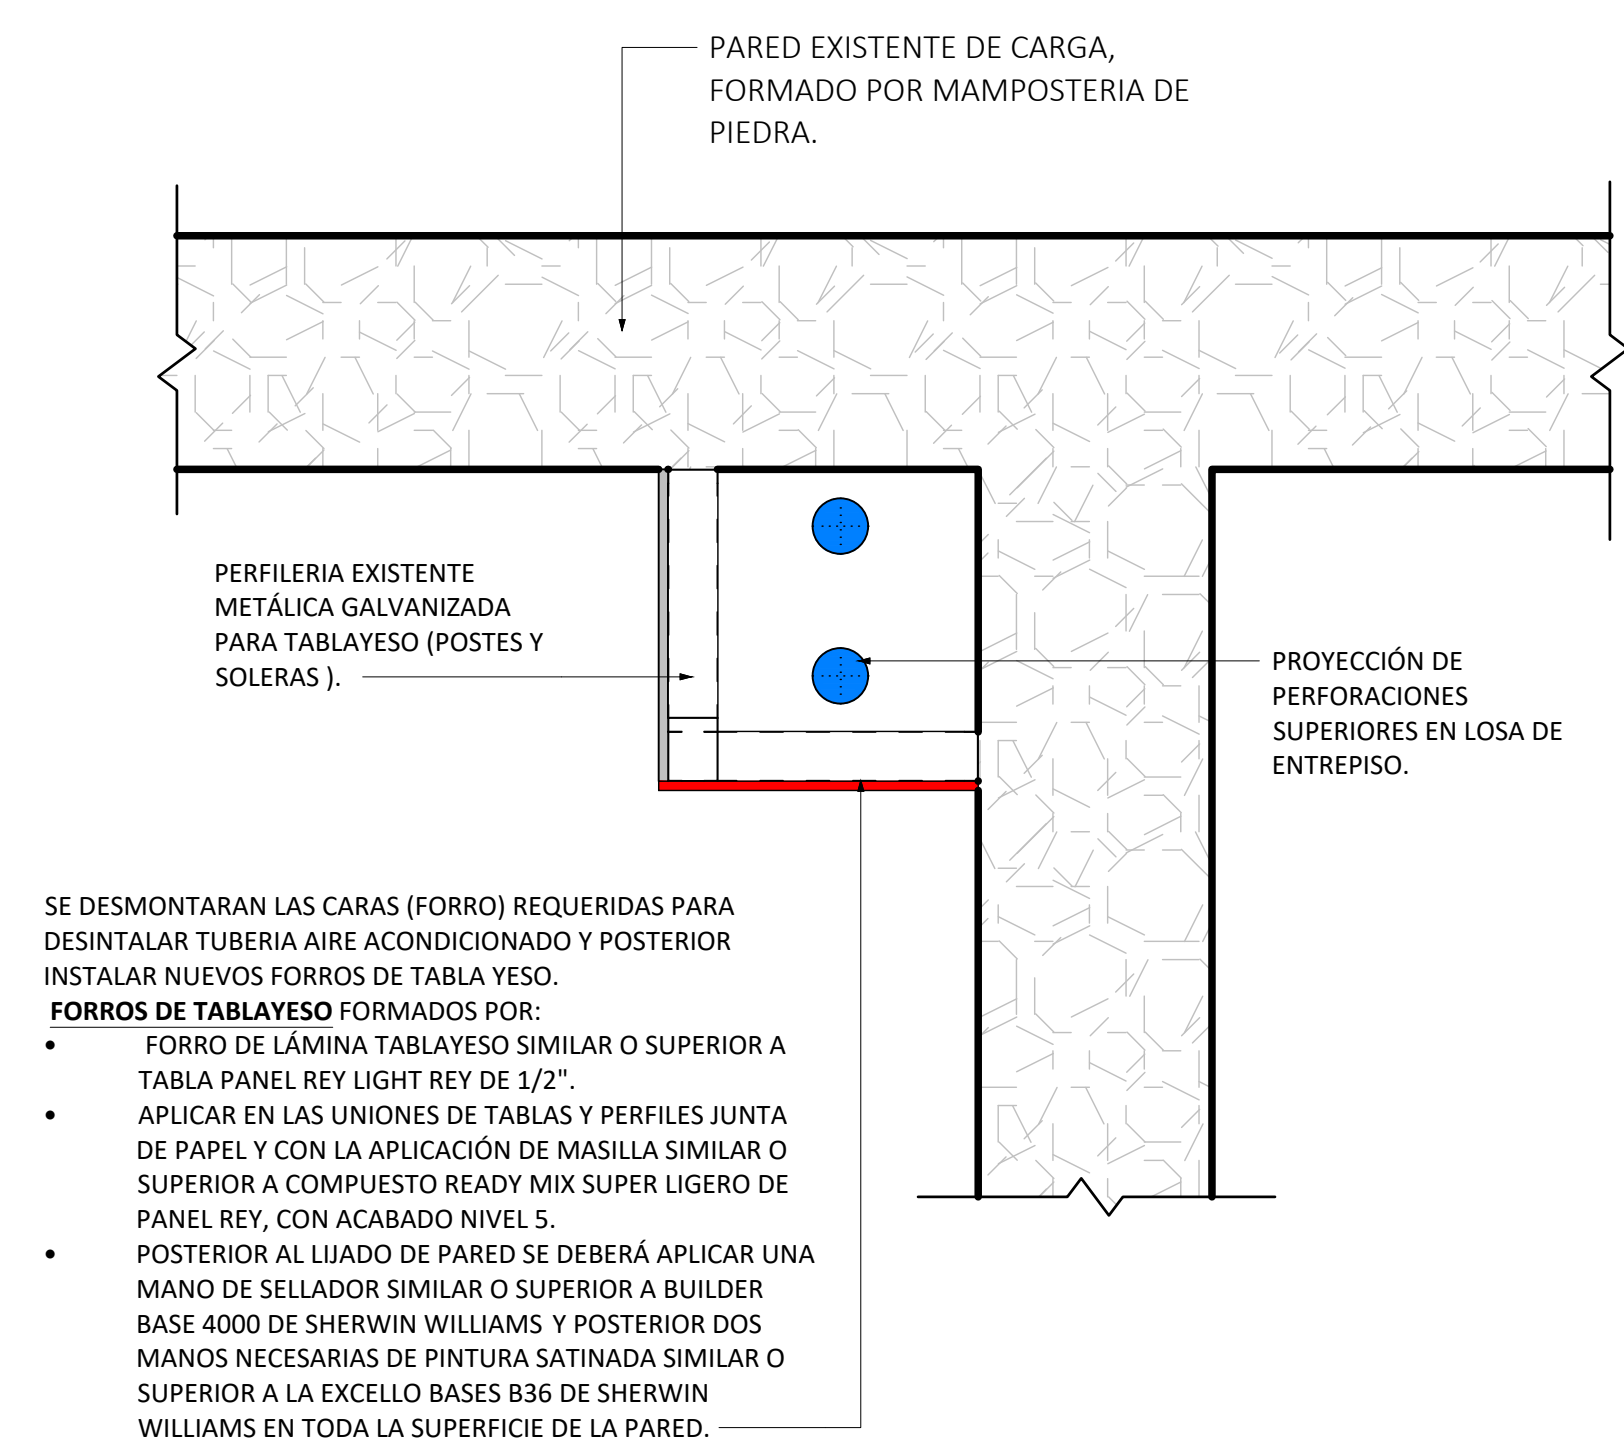 PARED EXISTENTE DE CARGA,
FORMADO POR MAMPOSTERIA DE
PIEDRA.
PERFILERIA EXISTENTE
METÁLICA GALVANIZADA
PARA TABLAYESO (POSTES Y
SOLERAS ).
PROYECCIÓN DE
PERFORACIONES
SUPERIORES EN LOSA DE
ENTREPISO.
SE DESMONTARAN LAS CARAS (FORRO) REQUERIDAS PARA
DESINTALAR TUBERIA AIRE ACONDICIONADO Y POSTERIOR
INSTALAR NUEVOS FORROS DE TABLA YESO.
FORROS DE TABLAYESO FORMADOS POR:
• FORRO DE LÁMINA TABLAYESO SIMILAR O SUPERIOR A
TABLA PANEL REY LIGHT REY DE 1/2".
• APLICAR EN LAS UNIONES DE TABLAS Y PERFILES JUNTA
DE PAPEL Y CON LA APLICACIÓN DE MASILLA SIMILAR O
SUPERIOR A COMPUESTO READY MIX SUPER LIGERO DE
PANEL REY, CON ACABADO NIVEL 5.
• POSTERIOR AL LIJADO DE PARED SE DEBERÁ APLICAR UNA
MANO DE SELLADOR SIMILAR O SUPERIOR A BUILDER
BASE 4000 DE SHERWIN WILLIAMS Y POSTERIOR DOS
MANOS NECESARIAS DE PINTURA SATINADA SIMILAR O
SUPERIOR A LA EXCELLO BASES B36 DE SHERWIN
WILLIAMS EN TODA LA SUPERFICIE DE LA PARED.